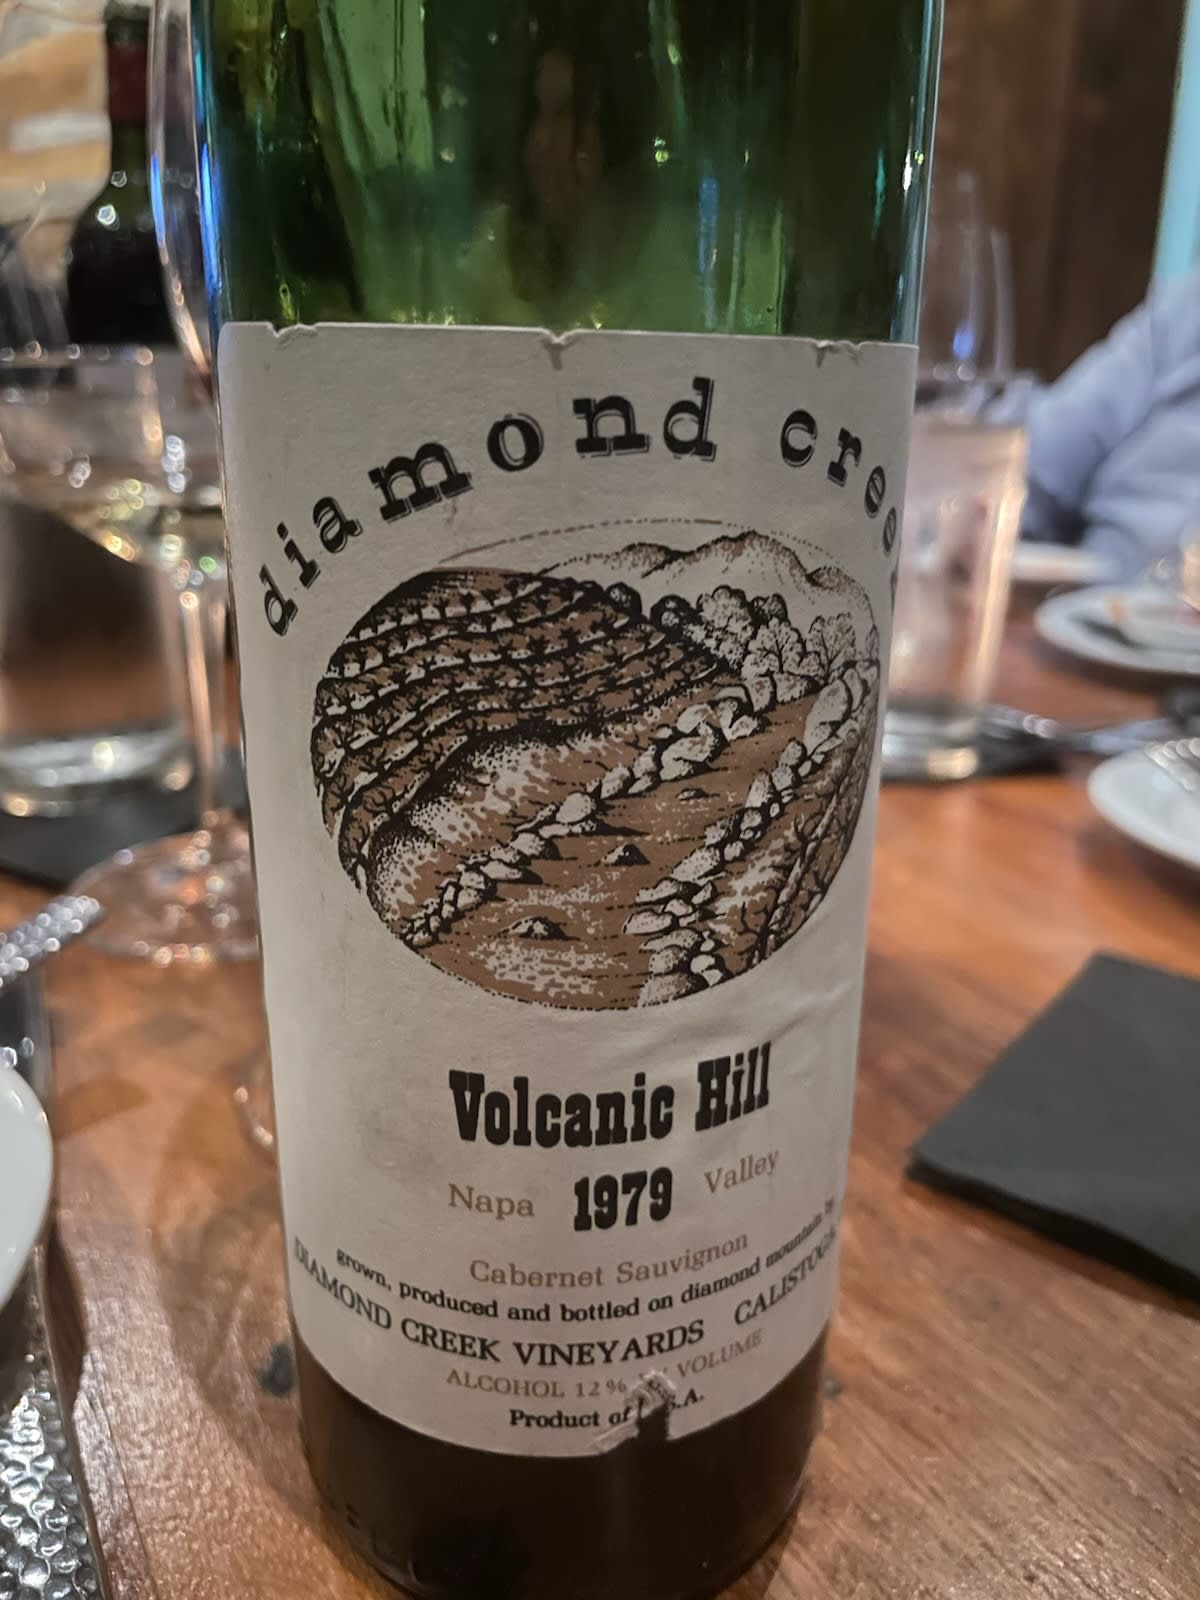 diamond creek
Volcanic Hill
Napa 1979 Valley
Cabernet Sauvignon
grown, produced and bottled on diamond mountain by
DIAMOND CREEK VINEYARDS CALISTOGA
ALCOHOL 12% VOLUME
Product of U.S.A.